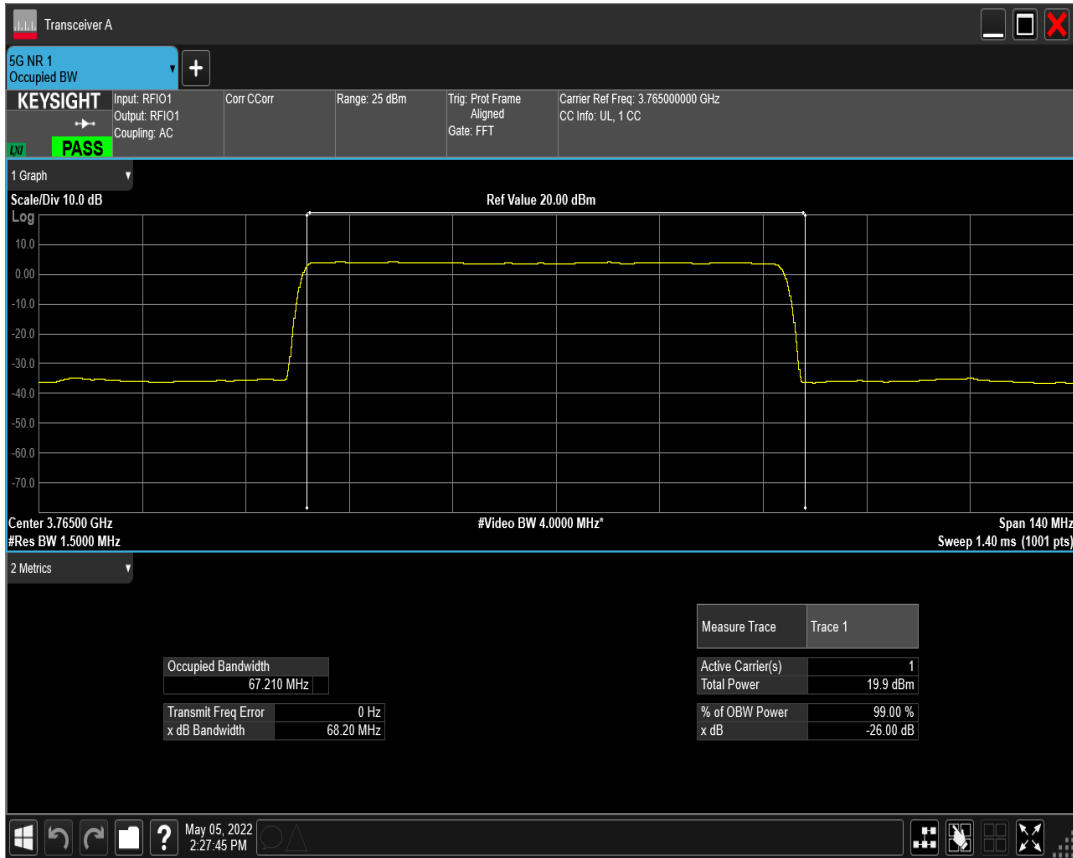 Transceiver A
5G NR 1
Occupied BW
KEYSIGHT
LXI
PASS
Input: RFIO1
Output: RFIO1
Coupling: AC
Corr CCorr
Range: 25 dBm
Trig: Prot Frame
Aligned
Gate: FFT
Carrier Ref Freq: 3.765000000 GHz
CC Info: UL, 1 CC
1 Graph
Scale/Div 10.0 dB
Ref Value 20.00 dBm
Log
10.0
0.00
-10.0
-20.0
-30.0
-40.0
-50.0
-60.0
-70.0
Center 3.76500 GHz
#Video BW 4.0000 MHz*
Span 140 MHz
#Res BW 1.5000 MHz
Sweep 1.40 ms (1001 pts)
2 Metrics
Measure Trace Trace 1
Occupied Bandwidth
67.210 MHz
Active Carrier(s) 1
Total Power 19.9 dBm
Transmit Freq Error 0 Hz
x dB Bandwidth 68.20 MHz
% of OBW Power 99.00 %
x dB -26.00 dB
?
May 05, 2022
2:27:45 PM